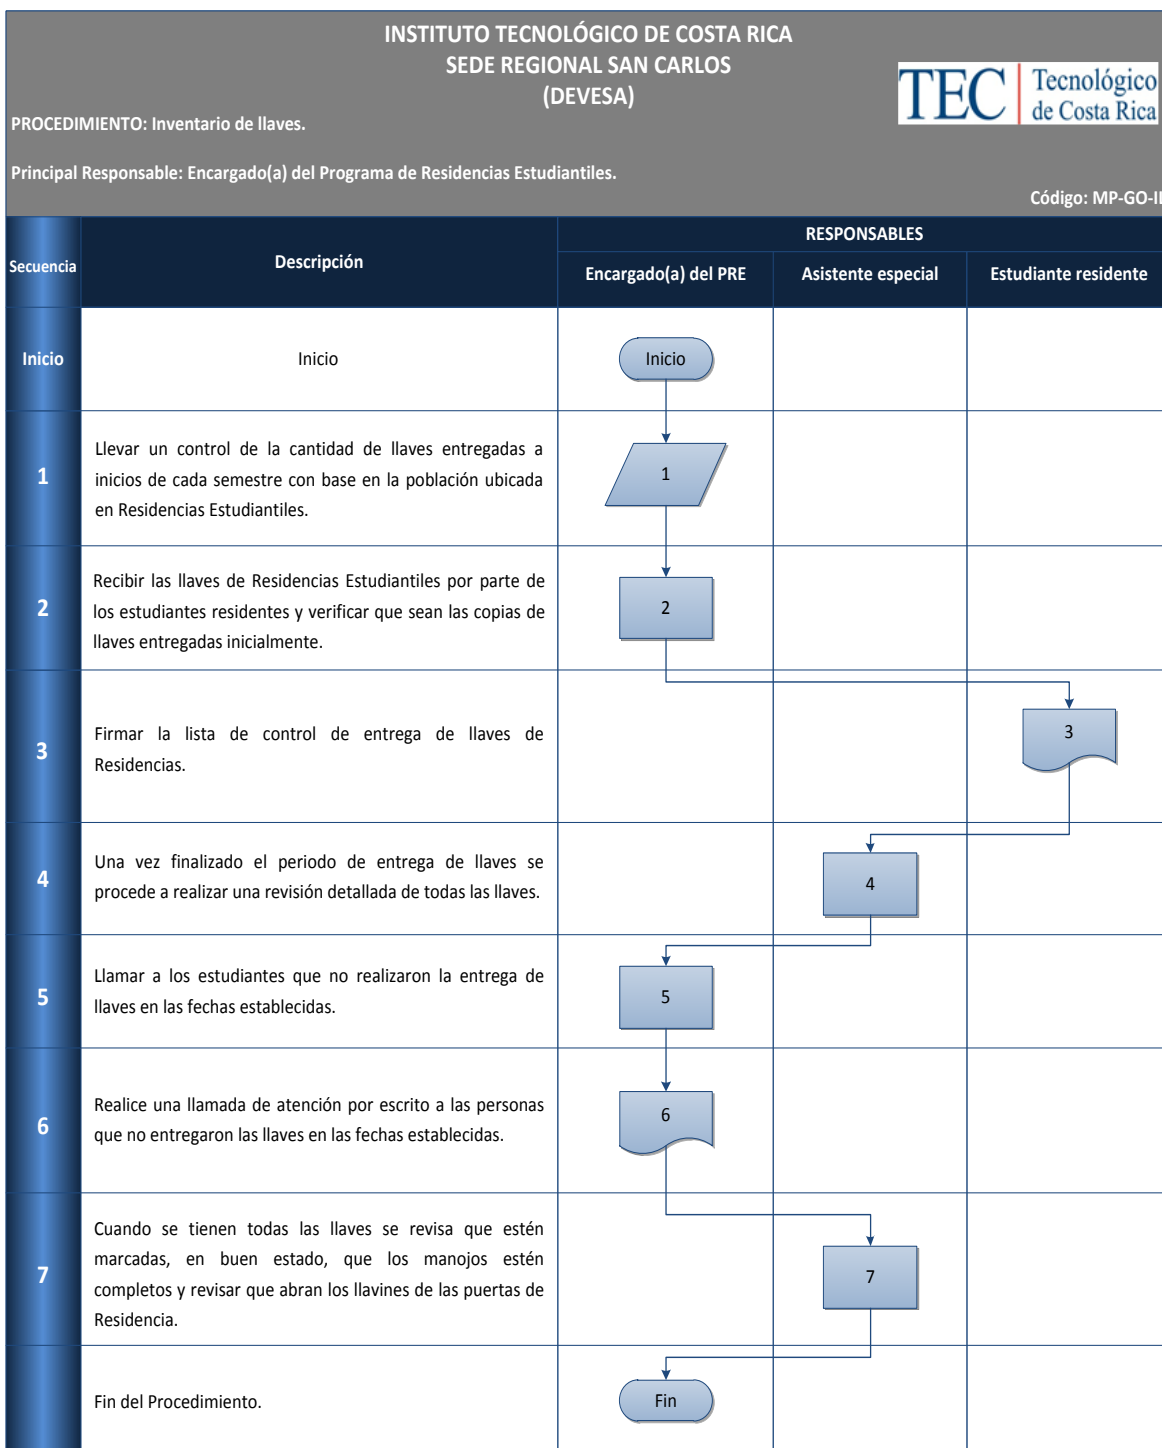 INSTITUTO TECNOLÓGICO DE COSTA RICA
SEDE REGIONAL SAN CARLOS
(DEVESA)
TEC Tecnológico
de Costa Rica
PROCEDIMIENTO: Inventario de llaves.
Principal Responsable: Encargado(a) del Programa de Residencias Estudiantiles.
Código: MP-GO-II
Secuencia
Descripción
RESPONSABLES
Encargado(a) del PRE
Asistente especial
Estudiante residente
Inicio
Inicio
Inicio
1
Llevar un control de la cantidad de llaves entregadas a
inicios de cada semestre con base en la población ubicada
en Residencias Estudiantiles.
1
2
Recibir las llaves de Residencias Estudiantiles por parte de
los estudiantes residentes y verificar que sean las copias de
llaves entregadas inicialmente.
2
3
Firmar la lista de control de entrega de llaves de
Residencias.
3
4
Una vez finalizado el periodo de entrega de llaves se
procede a realizar una revisión detallada de todas las llaves.
4
5
Llamar a los estudiantes que no realizaron la entrega de
llaves en las fechas establecidas.
5
6
Realice una llamada de atención por escrito a las personas
que no entregaron las llaves en las fechas establecidas.
6
7
Cuando se tienen todas las llaves se revisa que estén
marcadas, en buen estado, que los manojos estén
completos y revisar que abran los llavines de las puertas de
Residencia.
7
Fin del Procedimiento.
Fin